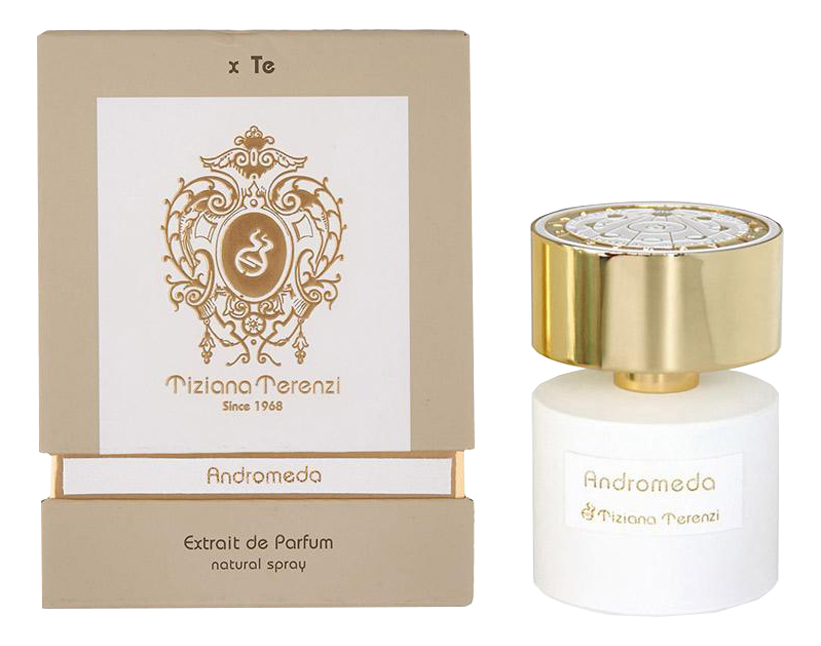 x Te
Tiziana Terenzi
Since 1968
Andromeda
Extrait de Parfum
natural spray
Andromeda
Tiziana Terenzi